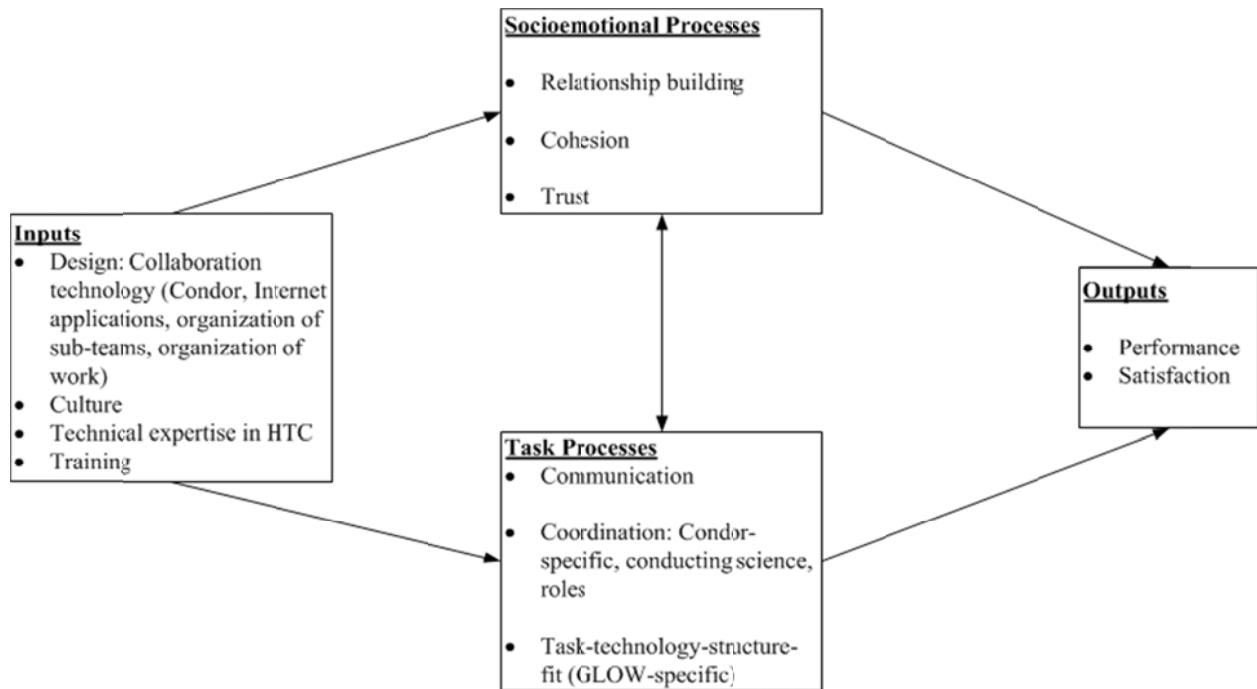 Socioemotional Processes
• Relationship building
• Cohesion
• Trust
Inputs
• Design: Collaboration
technology (Condor, Internet
applications, organization of
sub-teams, organization of
work)
• Culture
• Technical expertise in HTC
• Training
Task Processes
• Communication
• Coordination: Condor-
specific, conducting science,
roles
• Task-technology-structure-
fit (GLOW-specific)
Outputs
• Performance
• Satisfaction